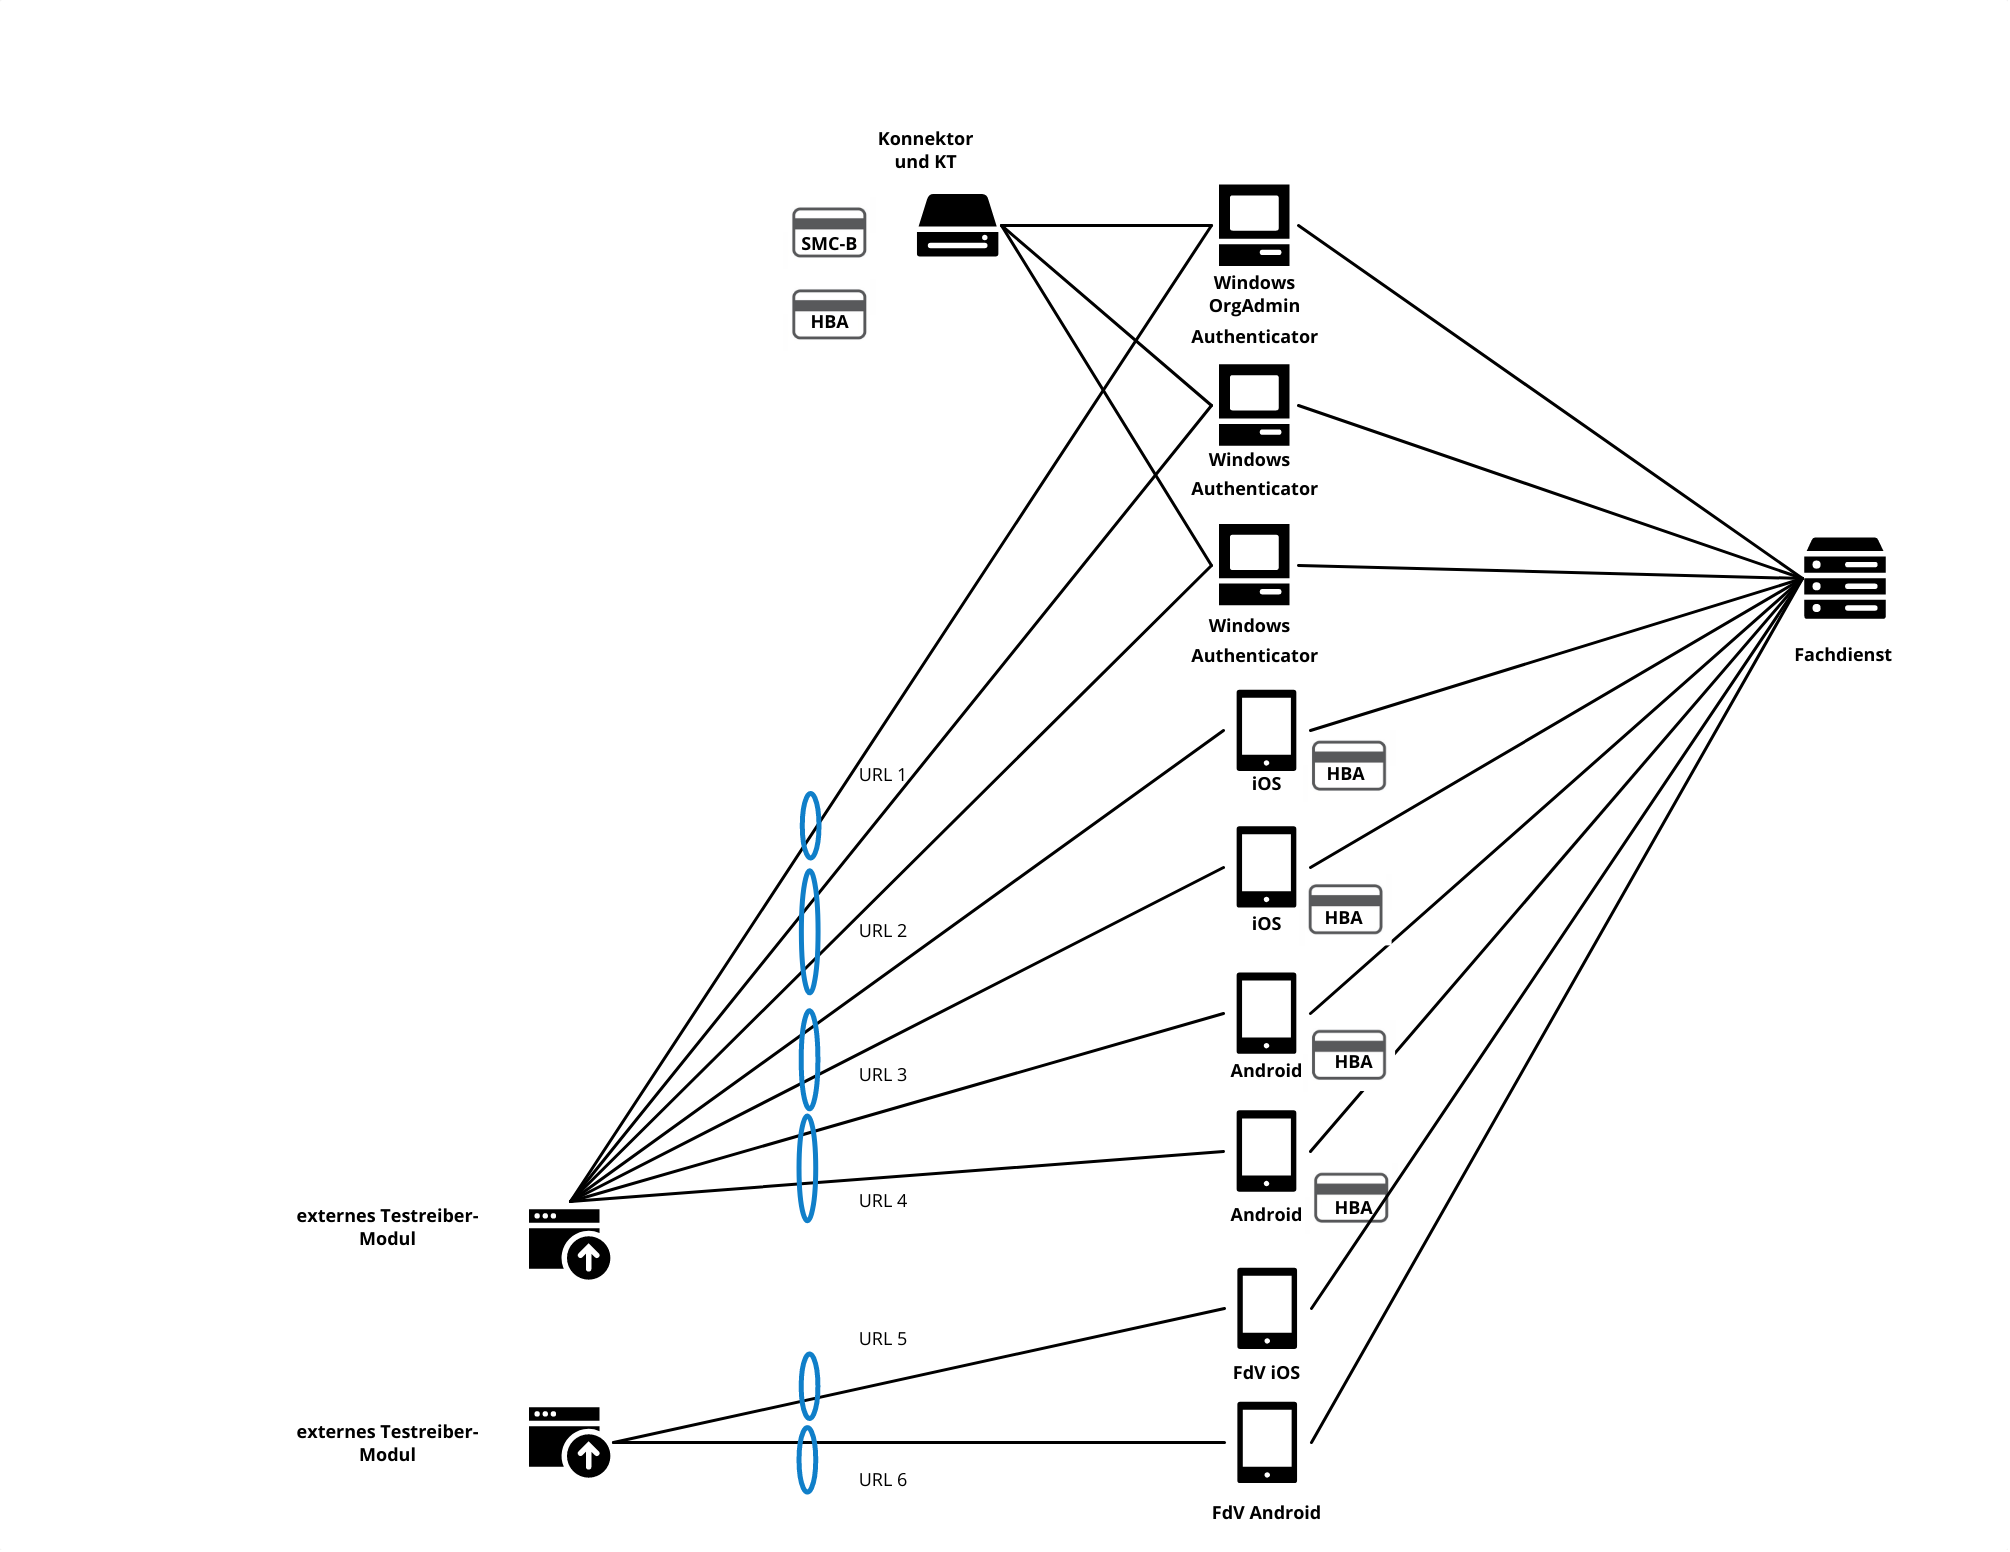 Konnektor
und KT
SMC-B
HBA
Windows
OrgAdmin
Authenticator
Windows
Authenticator
Windows
Authenticator
Fachdienst
iOS
HBA
URL 1
iOS
HBA
URL 2
Android
HBA
URL 3
Android
HBA
URL 4
externes Testreiber-
Modul
URL 5
FdV iOS
externes Testreiber-
Modul
URL 6
FdV Android